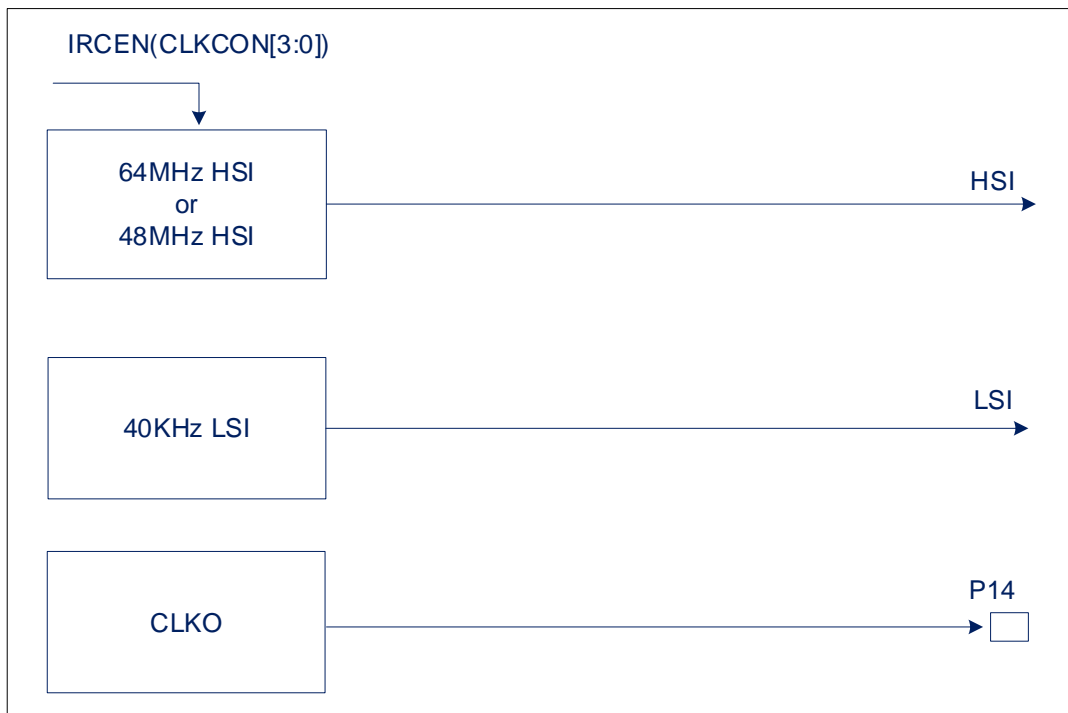 IRCEN(CLKCON[3:0])
64MHz HSI
or
48MHz HSI
HSI
40KHz LSI
LSI
CLKO
P14